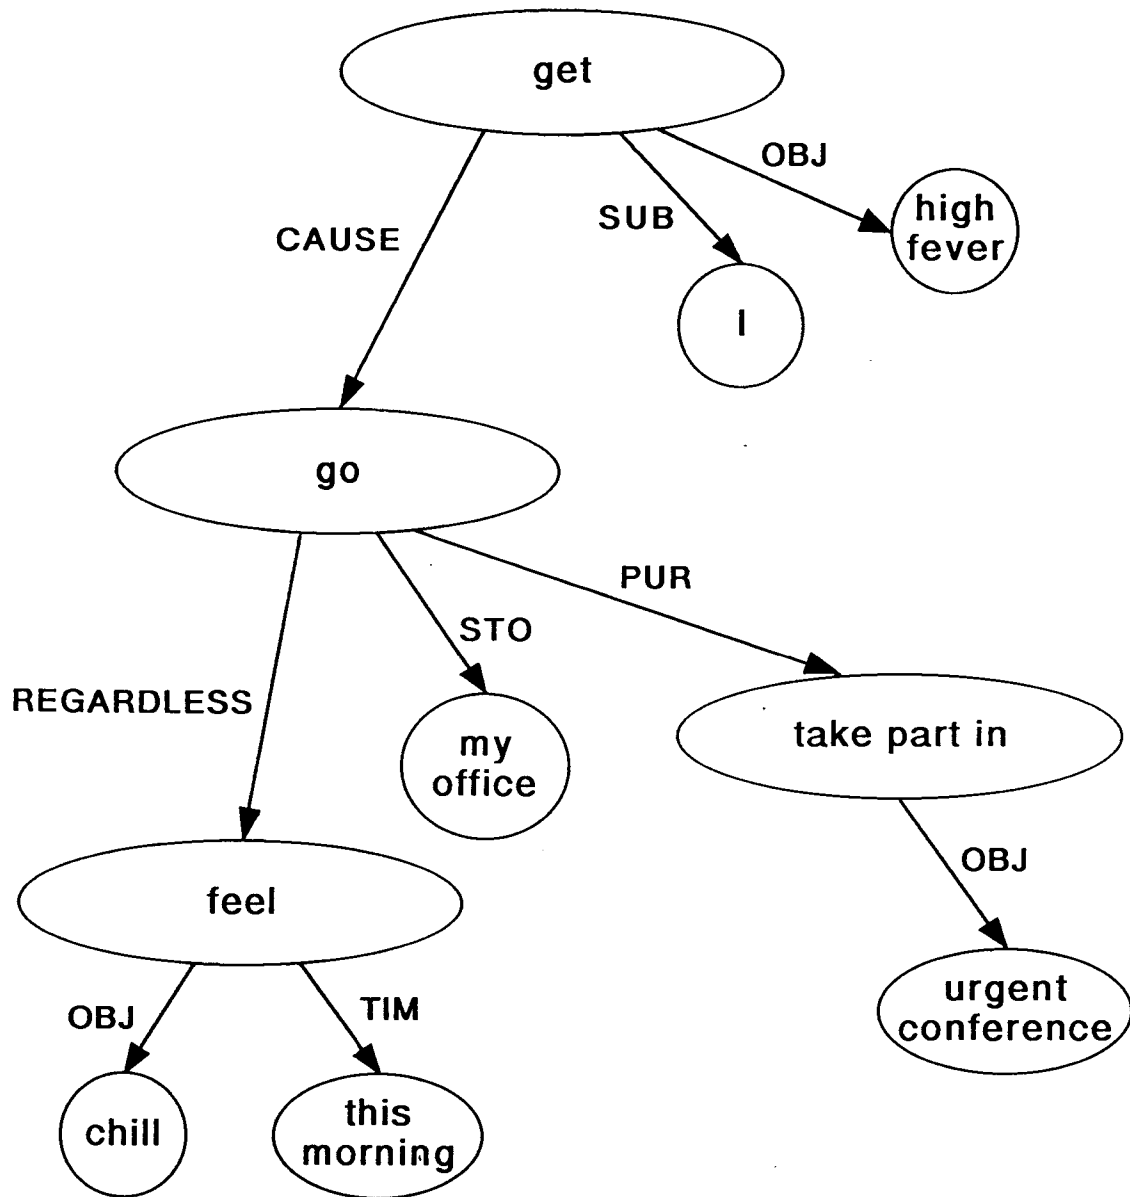 get
OBJ
high
fever
SUB
CAUSE
I
go
PUR
STO
REGARDLESS
my
office
take part in
OBJ
feel
urgent
conference
OBJ
TIM
chill
this
morning